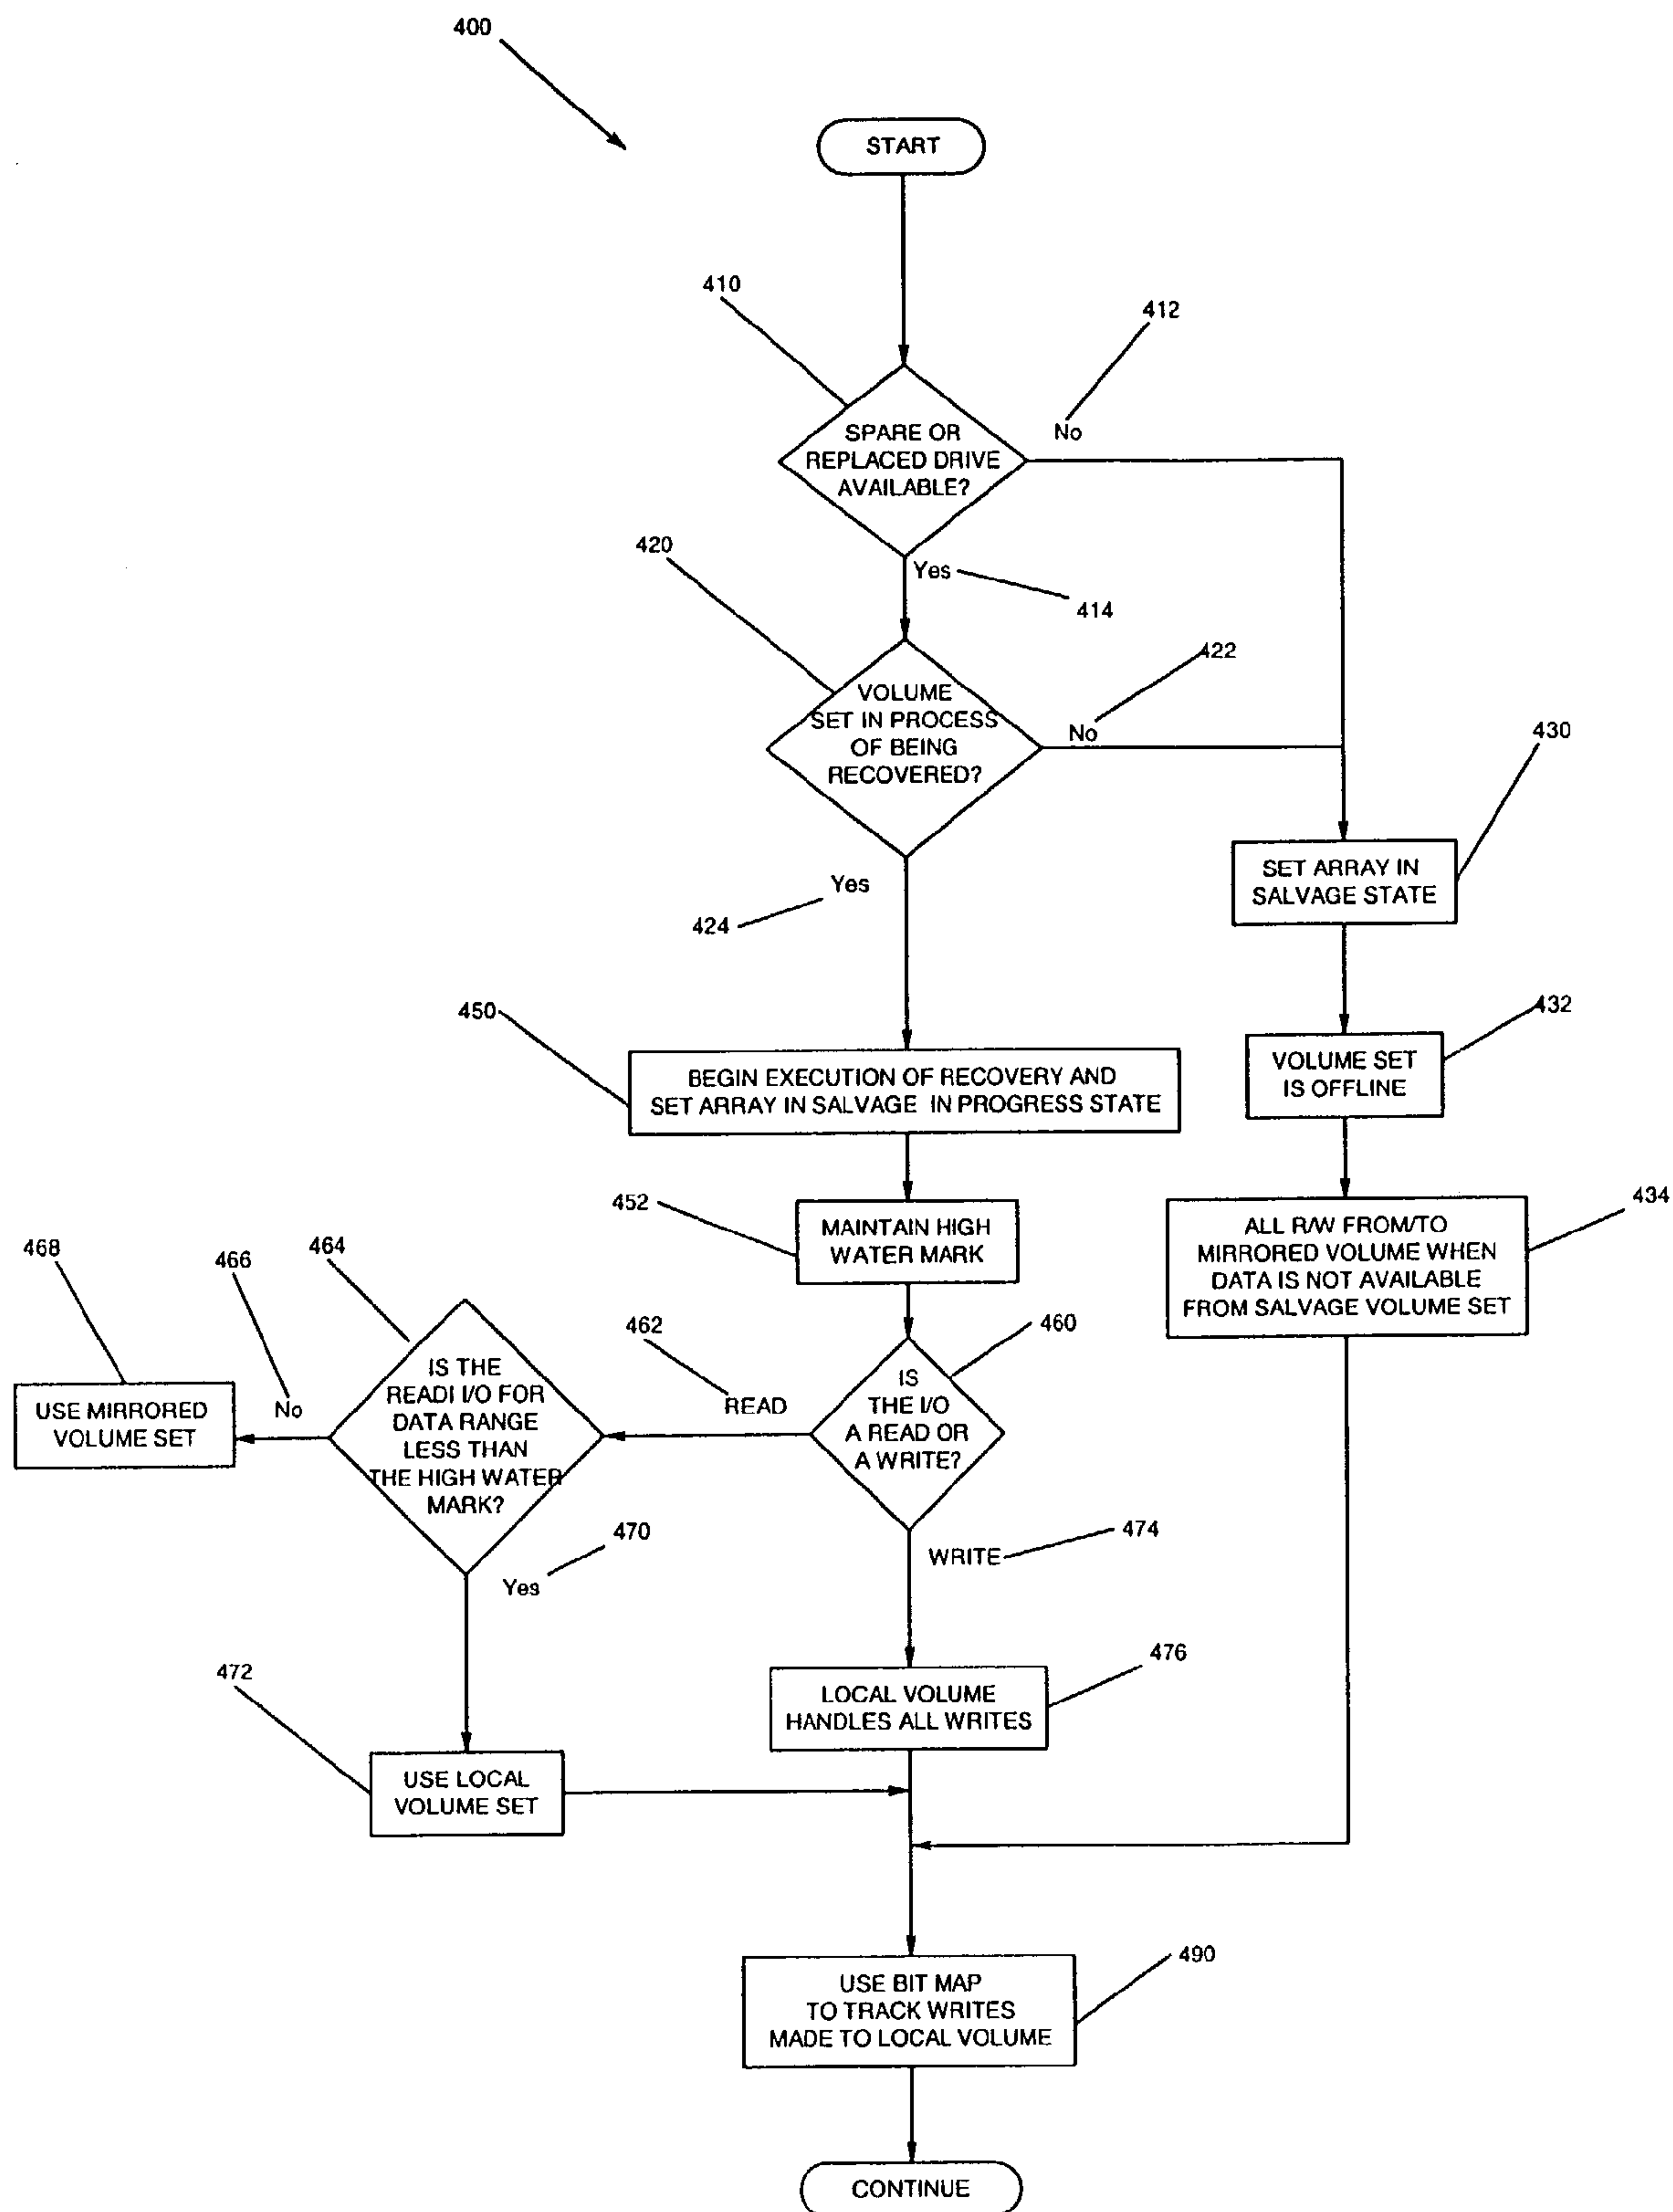 400
START
410
412
SPARE OR
REPLACED DRIVE
AVAILABLE?
No
420
Yes
414
422
VOLUME
SET IN PROCESS
OF BEING
RECOVERED?
No
430
Yes
424
SET ARRAY IN
SALVAGE STATE
450
432
BEGIN EXECUTION OF RECOVERY AND
SET ARRAY IN SALVAGE IN PROGRESS STATE
VOLUME SET
IS OFFLINE
452
434
MAINTAIN HIGH
WATER MARK
ALL R/W FROM/TO
MIRRORED VOLUME WHEN
DATA IS NOT AVAILABLE
FROM SALVAGE VOLUME SET
468
466
464
462
460
IS THE
READI I/O FOR
DATA RANGE
LESS THAN
THE HIGH WATER
MARK?
IS
THE I/O
A READ OR
A WRITE?
READ
USE MIRRORED
VOLUME SET
No
470
Yes
WRITE
474
472
476
LOCAL VOLUME
HANDLES ALL WRITES
USE LOCAL
VOLUME SET
490
USE BIT MAP
TO TRACK WRITES
MADE TO LOCAL VOLUME
CONTINUE